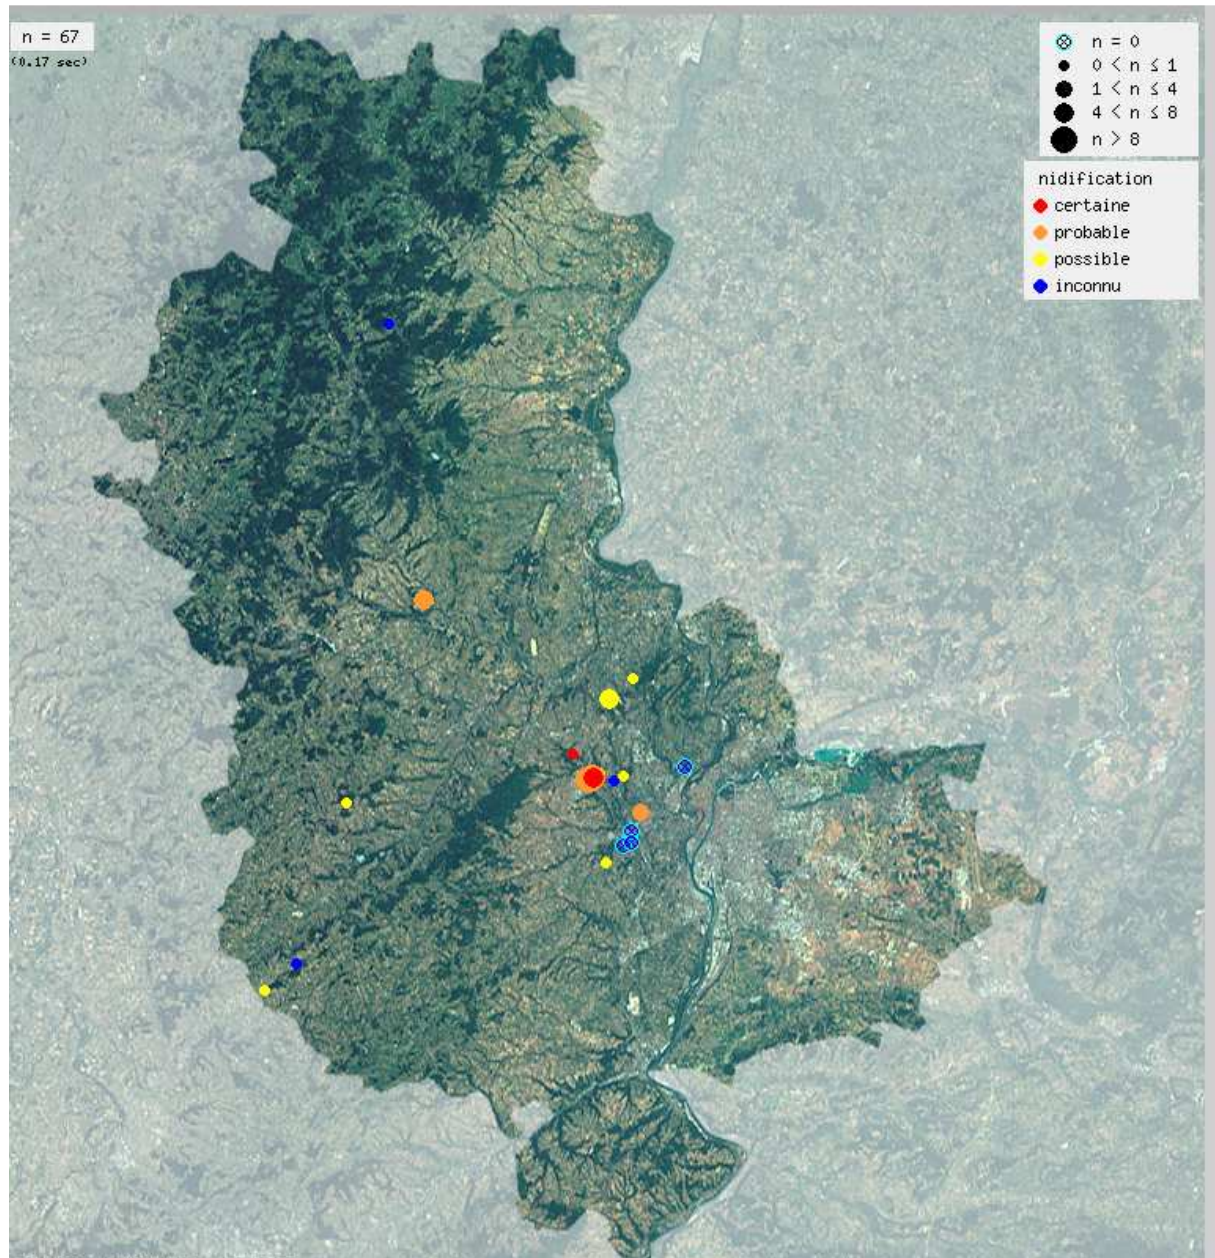 n = 67
(0.17 sec)
n = 0
0 < n ≤ 1
1 < n ≤ 4
4 < n ≤ 8
n > 8
nidification
certaine
probable
possible
inconnu